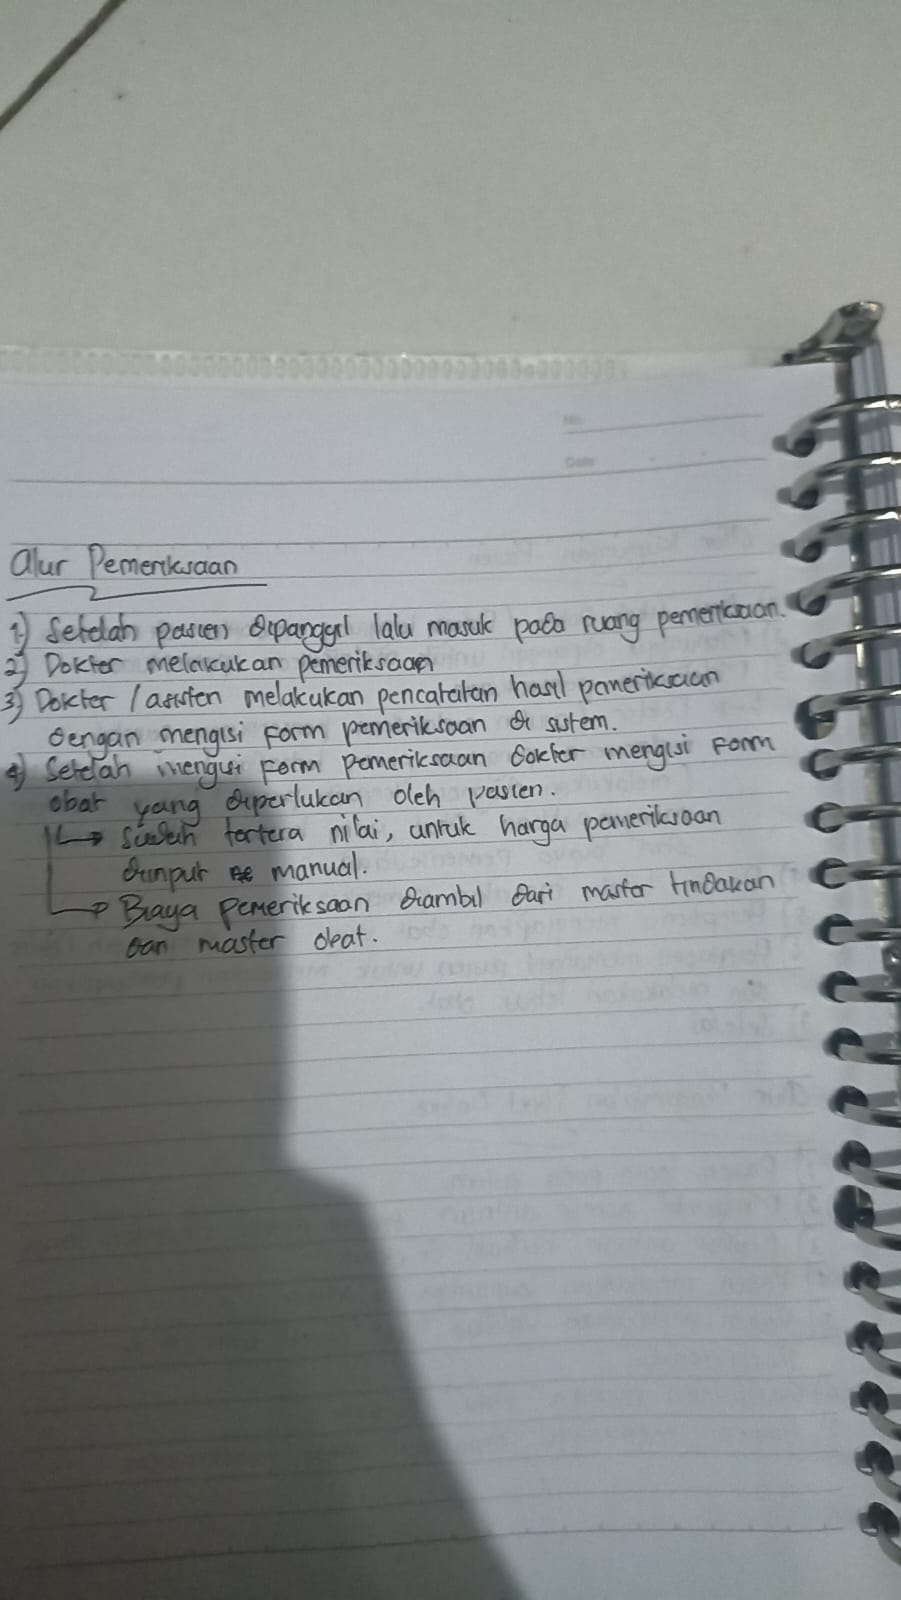 No
Date
Alur Pemeriksaan
1) Setelah pasien dipanggil lalu masuk pada ruang pemeriksaan.
2) Dokter melakukan pemeriksaan
3) Dokter / asisten melakukan pencatatan hasil pemeriksaan
dengan mengisi form pemeriksaan di sistem.
4) Setelah mengisi form pemeriksaan dokter mengisi form
obat yang diperlukan oleh pasien.
↳ Sudah tertera nilai, untuk harga pemeriksaan
diinput manual.
↳ Biaya pemeriksaan diambil dari master tindakan
dan master obat.